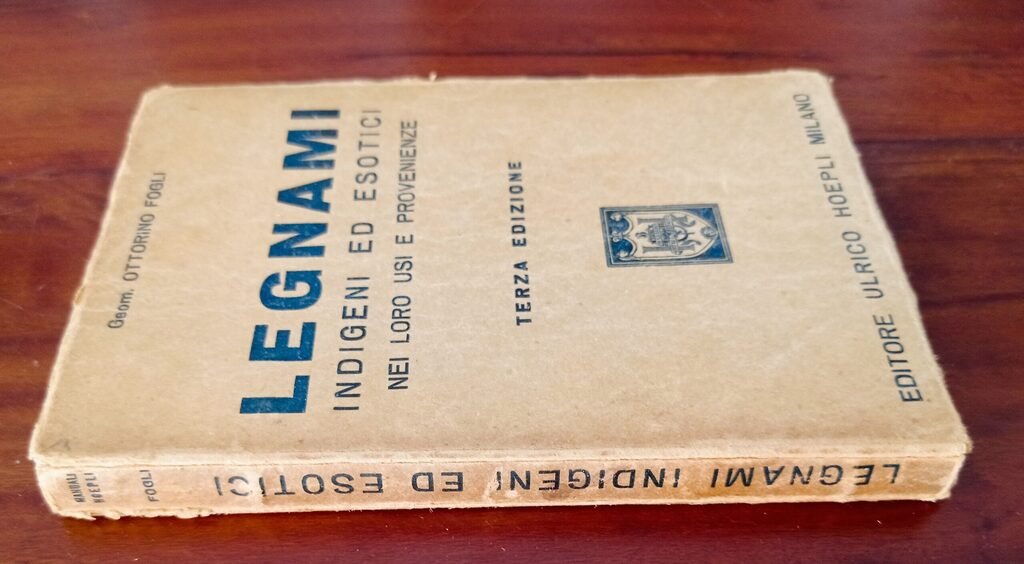 Geom. OTTORINO FOGLI
LEGNAMI
INDIGENI ED ESOTICI
NEI LORO USI E PROVENIENZE
TERZA EDIZIONE
EDITORE ULRICO HOEPLI MILANO
MANUALI
HOEPLI
FOGLI
LEGNAMI INDIGENI ED ESOTICI